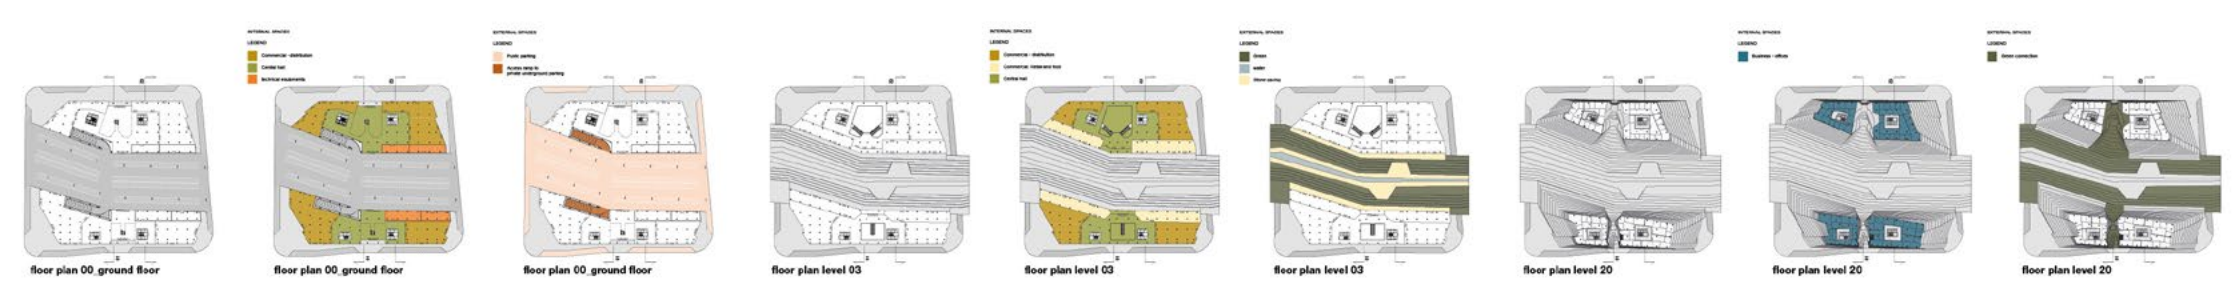 INTERNAL SPACES
LEGEND
Commercial - distribution
Central hall
Technical equipments
EXTERNAL SPACES
LEGEND
Public parking
Access ramp to
private underground parking
INTERNAL SPACES
LEGEND
Commercial - distribution
Central hall
EXTERNAL SPACES
LEGEND
Green
water
Stone paving
INTERNAL SPACES
LEGEND
Business - offices
EXTERNAL SPACES
LEGEND
Green connection
floor plan 00_ground floor
floor plan 00_ground floor
floor plan 00_ground floor
floor plan level 03
floor plan level 03
floor plan level 03
floor plan level 20
floor plan level 20
floor plan level 20